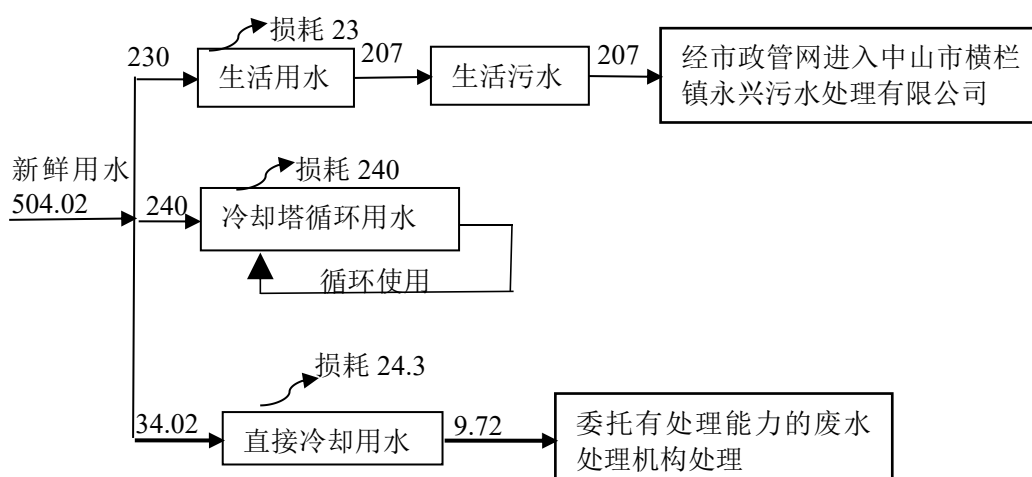 损耗 23
230
生活用水
207
生活污水
207
经市政管网进入中山市横栏
镇永兴污水处理有限公司
新鲜用水
504.02
损耗 240
240
冷却塔循环用水
循环使用
损耗 24.3
34.02
直接冷却用水
9.72
委托有处理能力的废水
处理机构处理